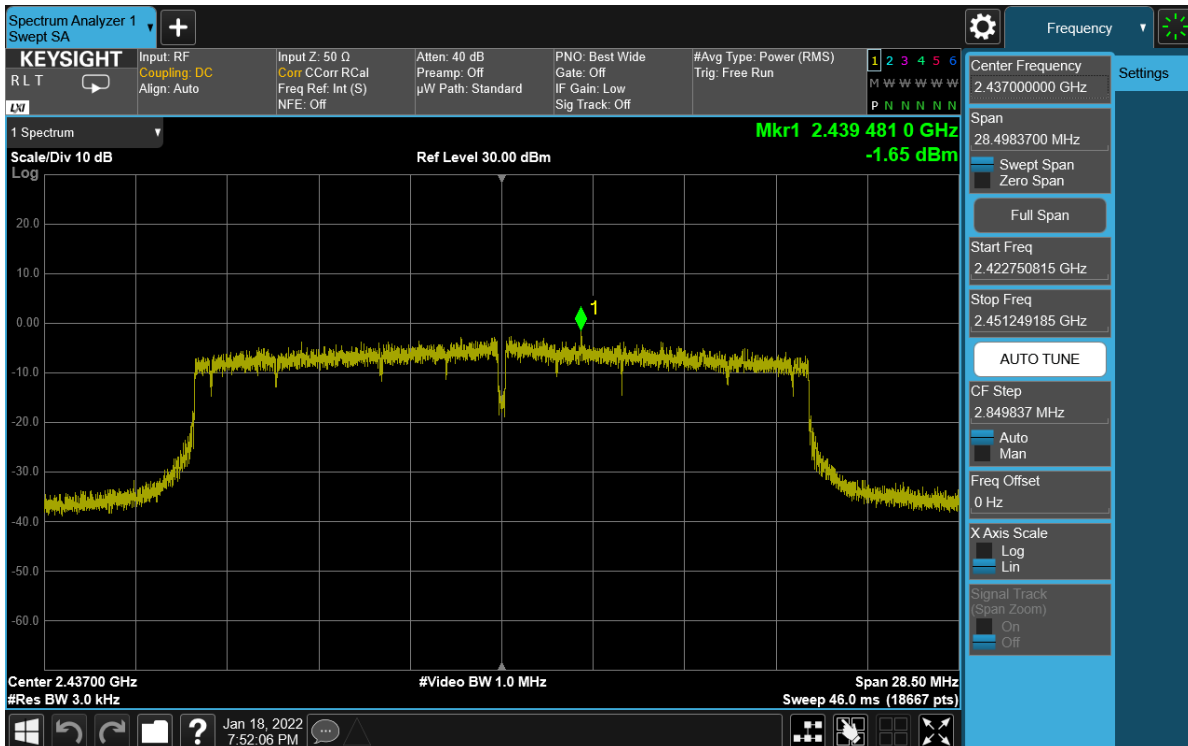 Spectrum Analyzer 1
Swept SA
+
Frequency
KEYSIGHT
R L T
LXI
Input: RF
Coupling: DC
Align: Auto
Input Z: 50 Ω
Corr CCorr RCal
Freq Ref: Int (S)
NFE: Off
Atten: 40 dB
Preamp: Off
µW Path: Standard
PNO: Best Wide
Gate: Off
IF Gain: Low
Sig Track: Off
#Avg Type: Power (RMS)
Trig: Free Run
1 2 3 4 5 6
M W W W W W
P N N N N N
1 Spectrum
Scale/Div 10 dB
Ref Level 30.00 dBm
Mkr1 2.439 481 0 GHz
-1.65 dBm
Log
20.0
10.0
0.00
-10.0
-20.0
-30.0
-40.0
-50.0
-60.0
1
Center 2.43700 GHz
#Res BW 3.0 kHz
#Video BW 1.0 MHz
Span 28.50 MHz
Sweep 46.0 ms (18667 pts)
Center Frequency
2.437000000 GHz
Settings
Span
28.4983700 MHz
Swept Span
Zero Span
Full Span
Start Freq
2.422750815 GHz
Stop Freq
2.451249185 GHz
AUTO TUNE
CF Step
2.849837 MHz
Auto
Man
Freq Offset
0 Hz
X Axis Scale
Log
Lin
Signal Track
(Span Zoom)
On
Off
?
Jan 18, 2022
7:52:06 PM